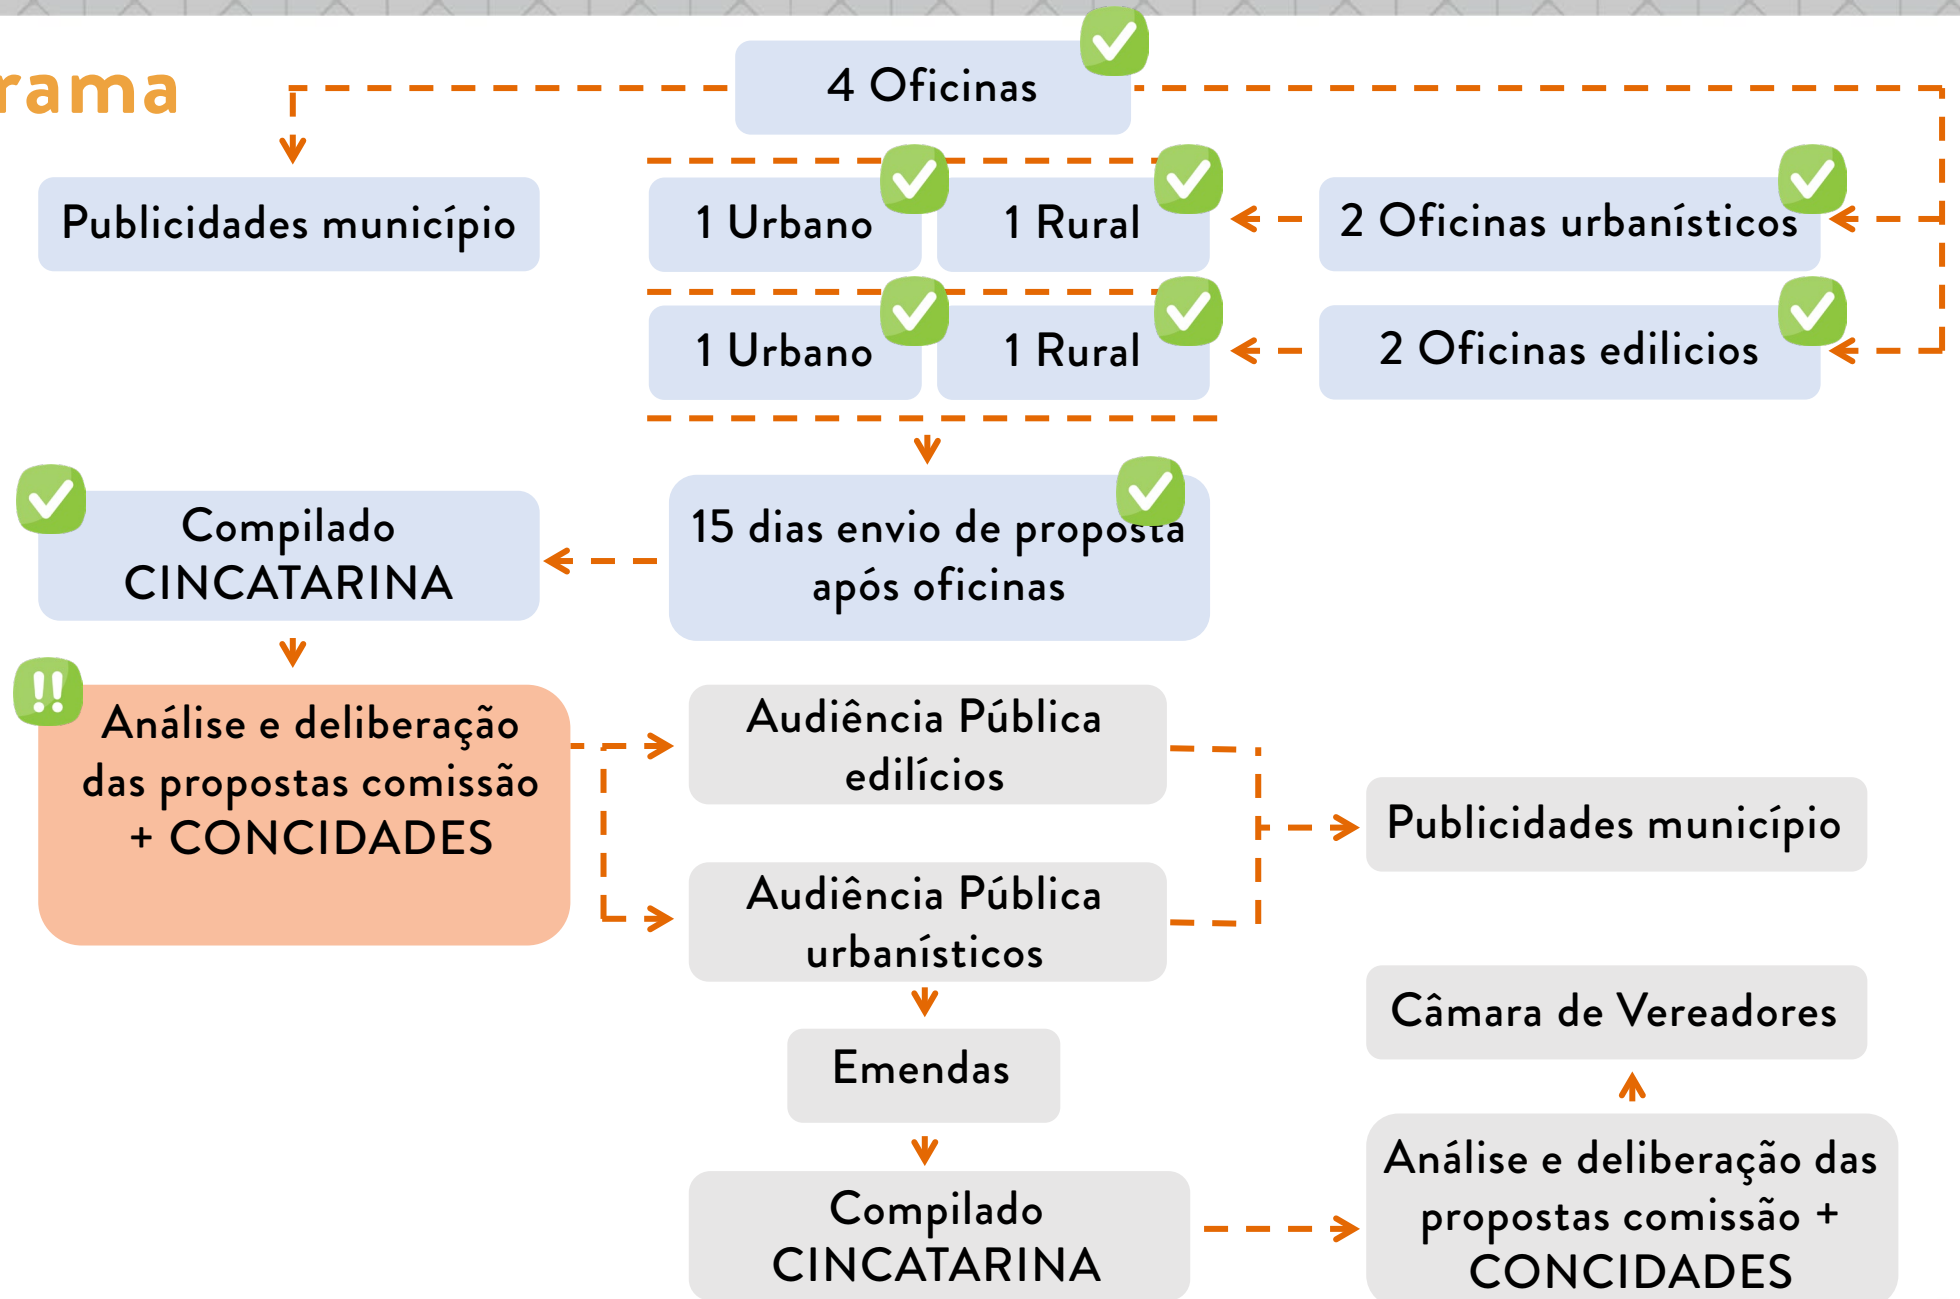 rama
4 Oficinas
Publicidades município
1 Urbano
1 Rural
2 Oficinas urbanísticos
1 Urbano
1 Rural
2 Oficinas edilicios
Compilado
CINCATARINA
15 dias envio de proposta
após oficinas
Análise e deliberação
das propostas comissão
+ CONCIDADES
Audiência Pública
edilícios
Publicidades município
Audiência Pública
urbanísticos
Câmara de Vereadores
Emendas
Compilado
CINCATARINA
Análise e deliberação das
propostas comissão +
CONCIDADES